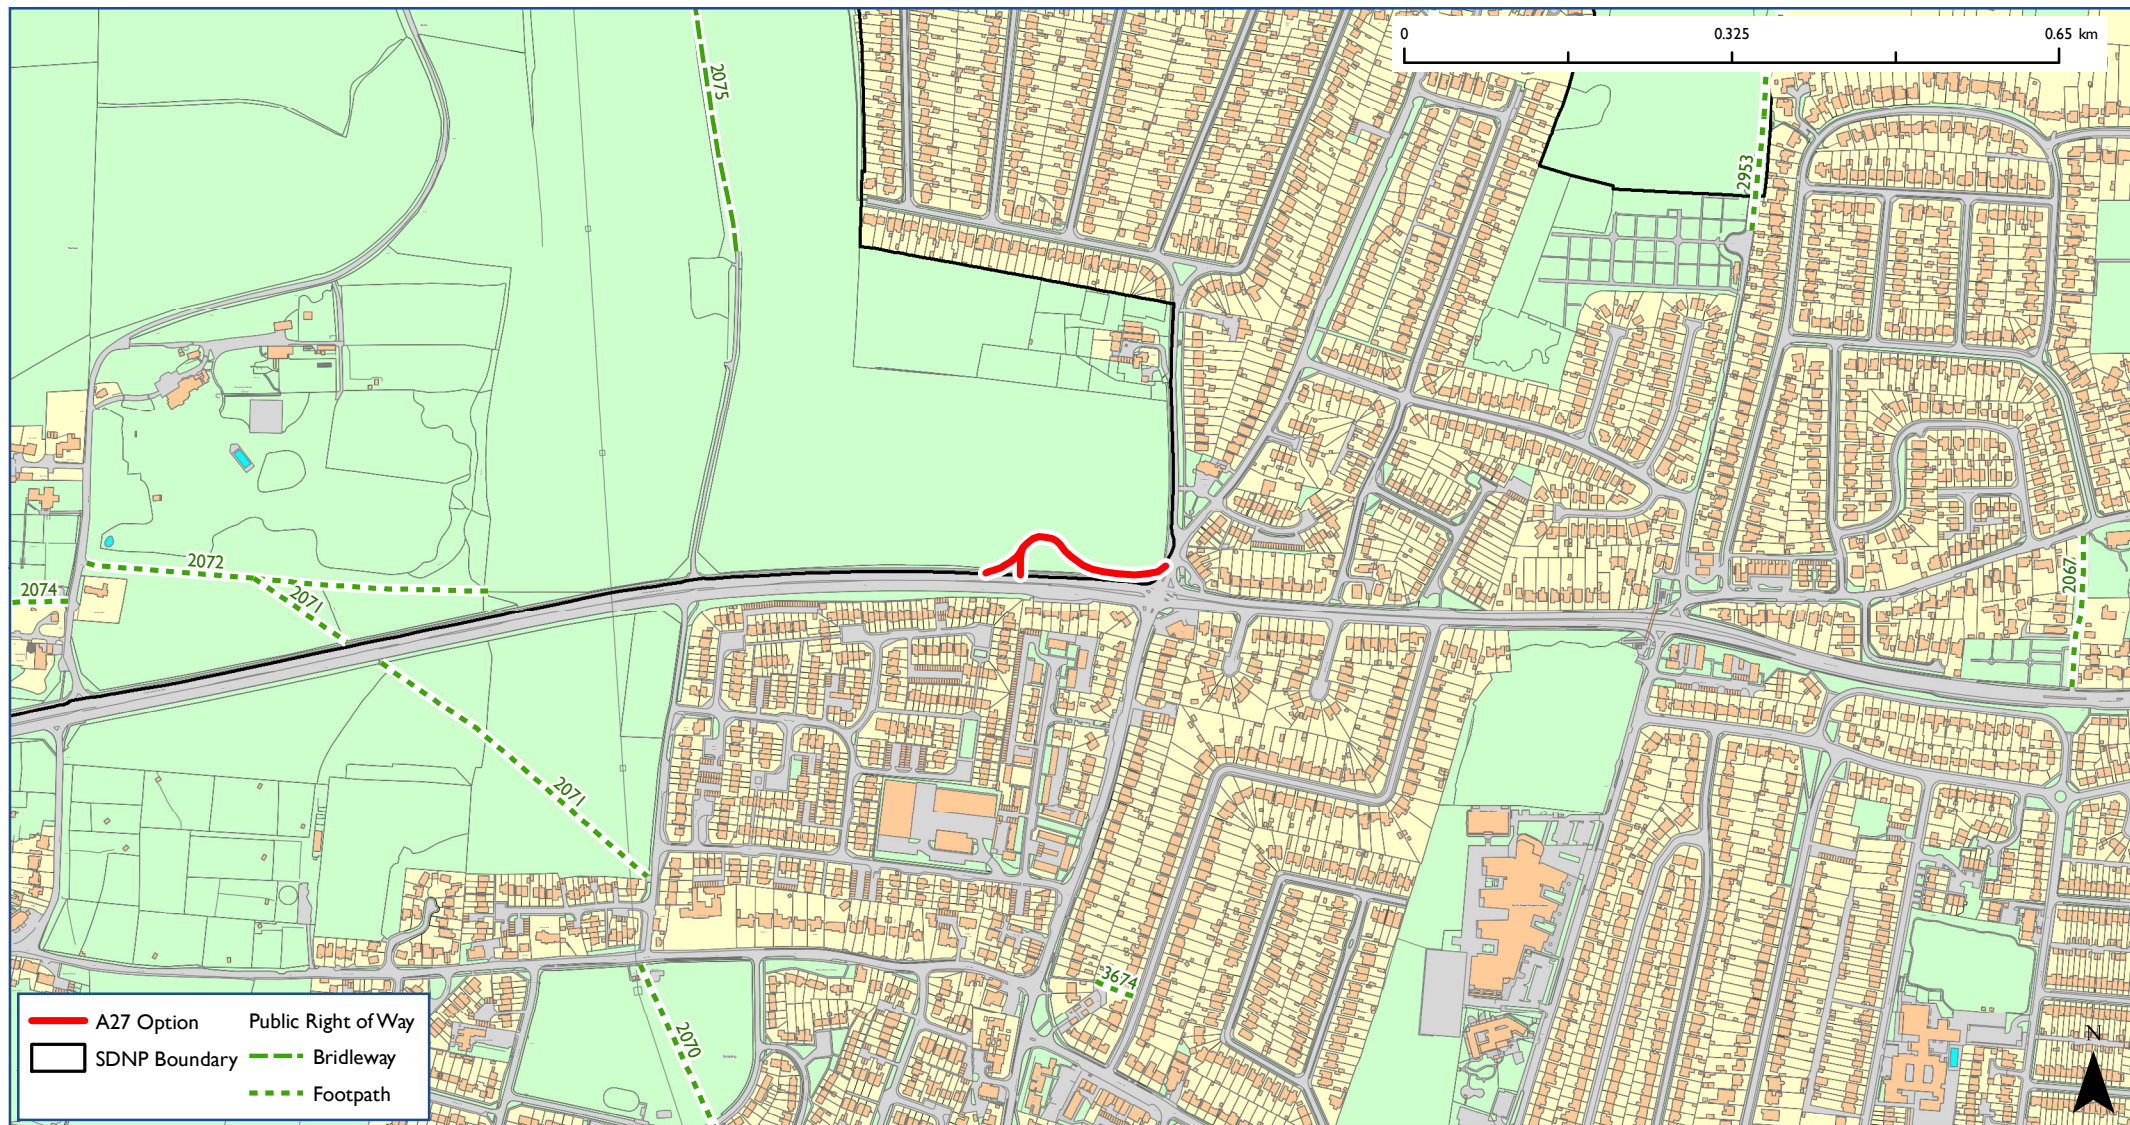 0 0.325 0.65 km
2075
2953
2072
2071
2074
2067
2071
3674
2070
N
A27 Option
SDNP Boundary
Public Right of Way
Bridleway
Footpath